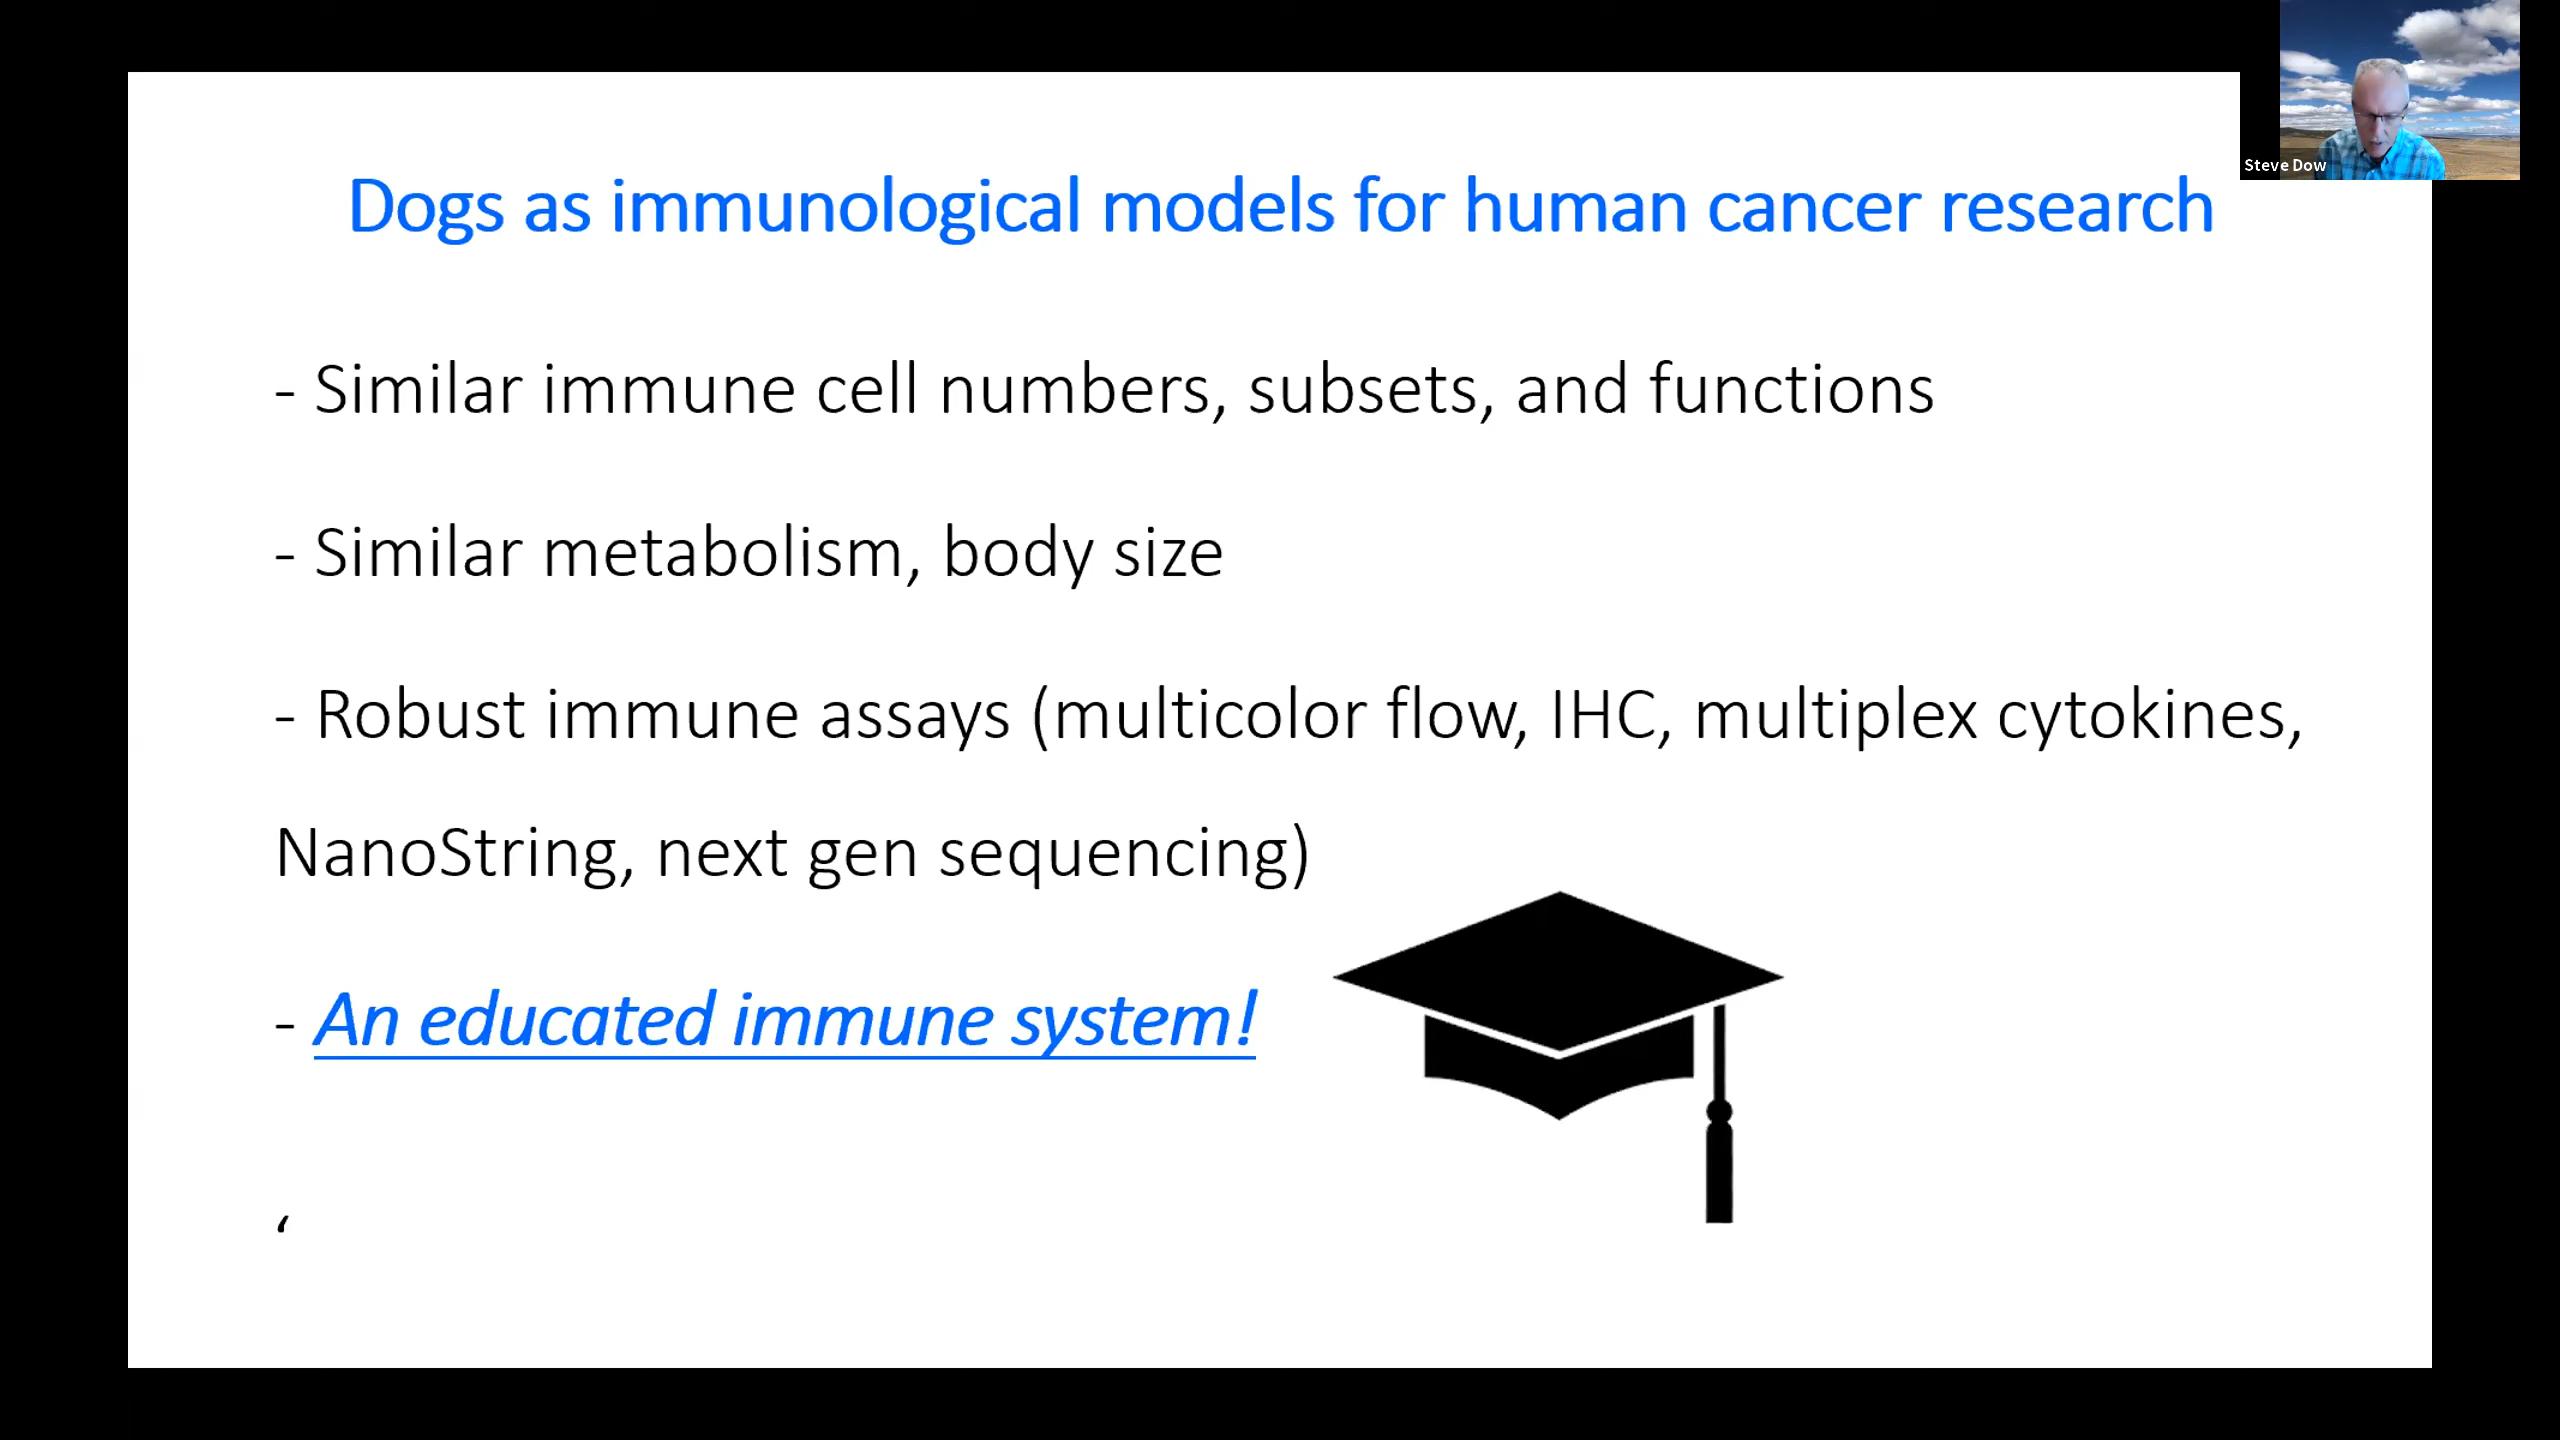 Steve Dow
Dogs as immunological models for human cancer research
- Similar immune cell numbers, subsets, and functions
- Similar metabolism, body size
- Robust immune assays (multicolor flow, IHC, multiplex cytokines,
NanoString, next gen sequencing)
- An educated immune system!
‘